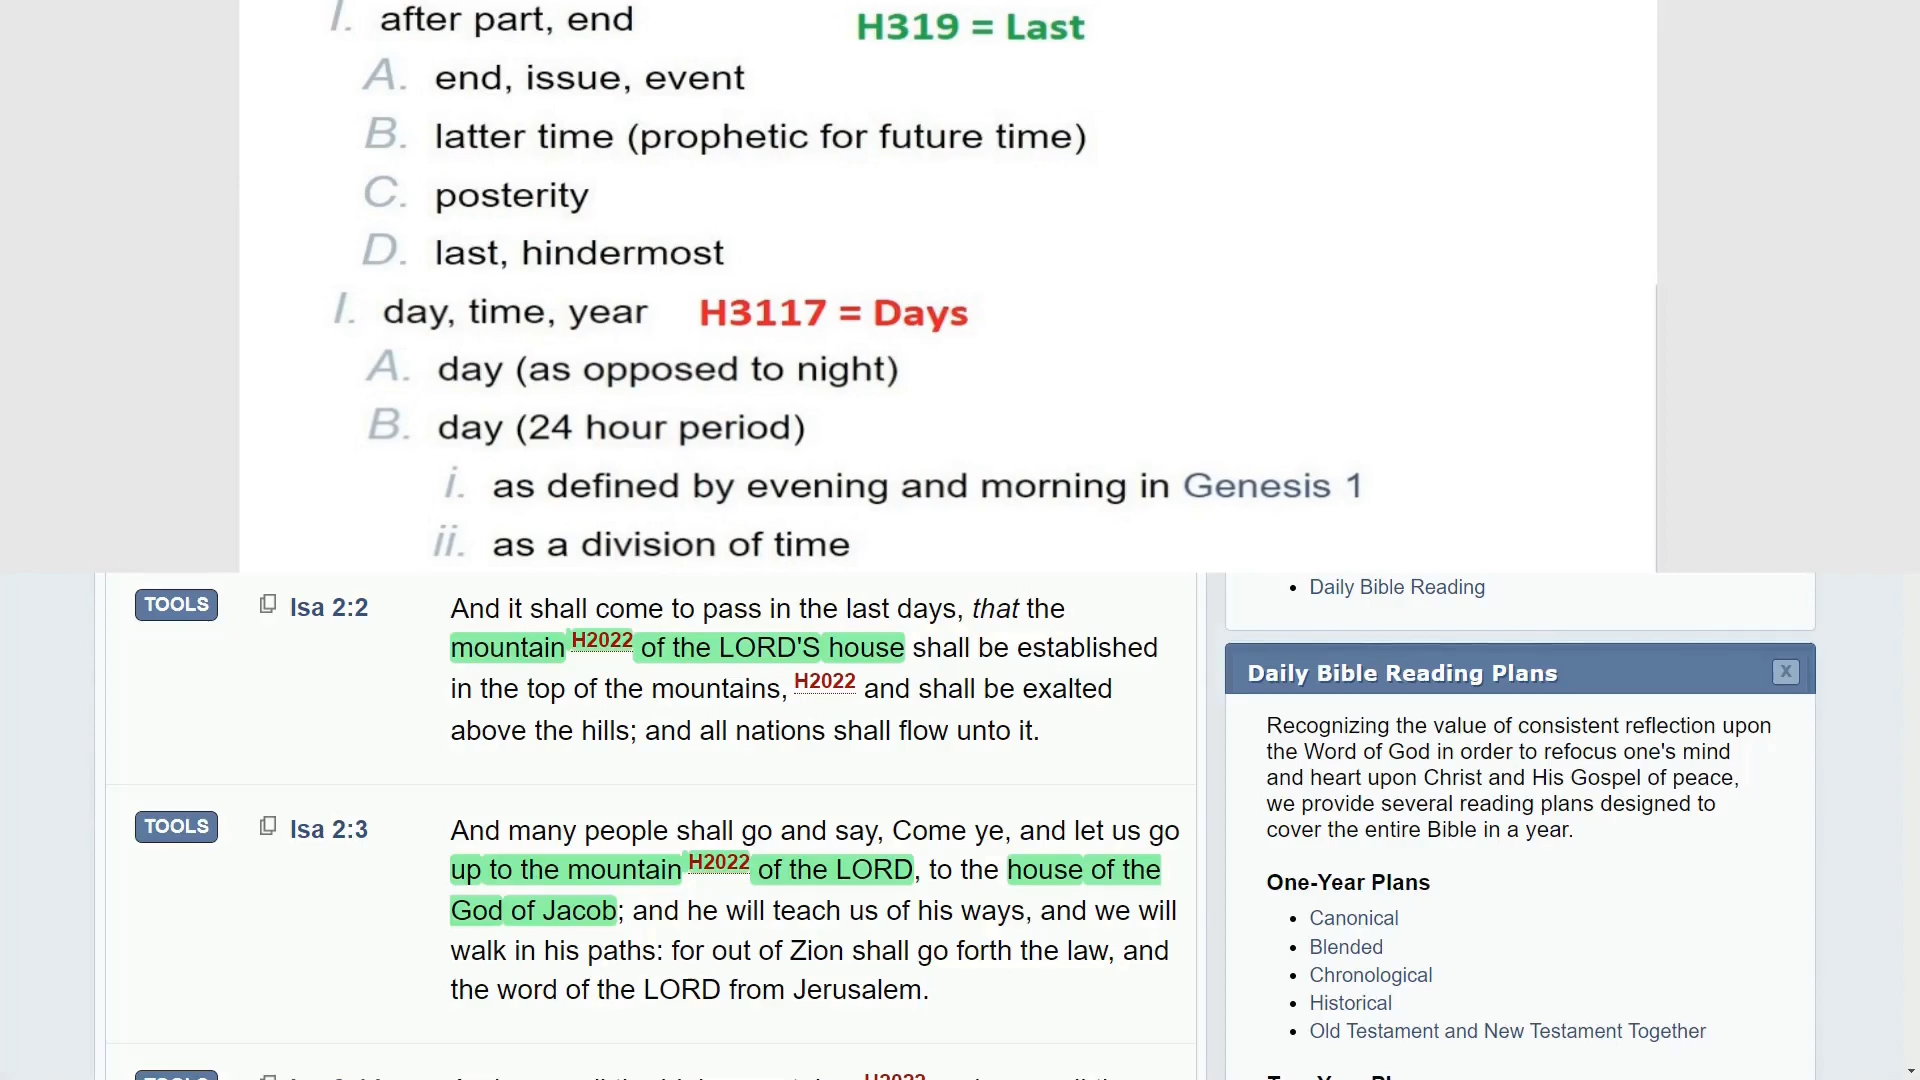 I. after part, end H319 = Last
A. end, issue, event
B. latter time (prophetic for future time)
C. posterity
D. last, hindermost
I. day, time, year H3117 = Days
A. day (as opposed to night)
B. day (24 hour period)
i. as defined by evening and morning in Genesis 1
ii. as a division of time
TOOLS Isa 2:2 And it shall come to pass in the last days, that the
mountain H2022 of the LORD'S house shall be established
in the top of the mountains, H2022 and shall be exalted
above the hills; and all nations shall flow unto it.
TOOLS Isa 2:3 And many people shall go and say, Come ye, and let us go
up to the mountain H2022 of the LORD, to the house of the
God of Jacob; and he will teach us of his ways, and we will
walk in his paths: for out of Zion shall go forth the law, and
the word of the LORD from Jerusalem.
TOOLS
H2022
• Daily Bible Reading
Daily Bible Reading Plans X
Recognizing the value of consistent reflection upon
the Word of God in order to refocus one's mind
and heart upon Christ and His Gospel of peace,
we provide several reading plans designed to
cover the entire Bible in a year.
One-Year Plans
• Canonical
• Blended
• Chronological
• Historical
• Old Testament and New Testament Together